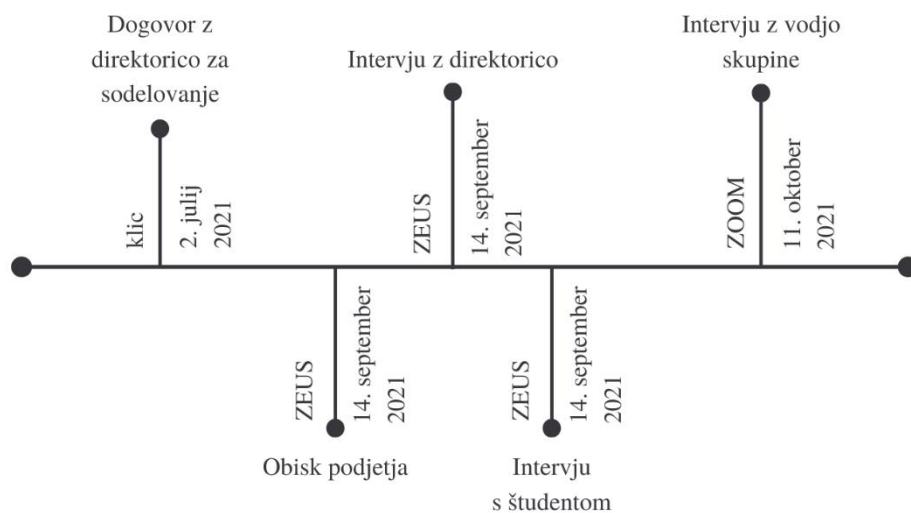 Dogovor z
direktorico za
sodelovanje
klic
2. julij
2021
Obisk podjetja
ZEUS
14. september
2021
Intervju z direktorico
ZEUS
14. september
2021
Intervju
s študentom
ZEUS
14. september
2021
Intervju z vodjo
skupine
ZOOM
11. oktober
2021